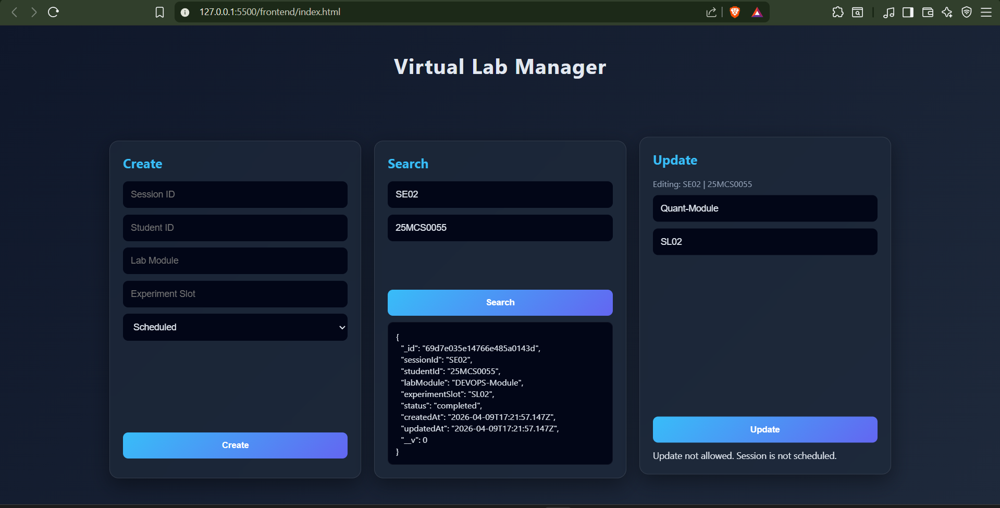 127.0.0.1:5500/frontend/index.html
Virtual Lab Manager
Create
Session ID
Student ID
Lab Module
Experiment Slot
Scheduled
Create
Search
SE02
25MCS0055
Search
{
"_id": "69d7e035e14766e485a0143d",
"sessionId": "SE02",
"studentId": "25MCS0055",
"labModule": "DEVOPS-Module",
"experimentSlot": "SL02",
"status": "completed",
"createdAt": "2026-04-09T17:21:57.147Z",
"updatedAt": "2026-04-09T17:21:57.147Z",
"__v": 0
}
Update
Editing: SE02 | 25MCS0055
Quant-Module
SL02
Update
Update not allowed. Session is not scheduled.